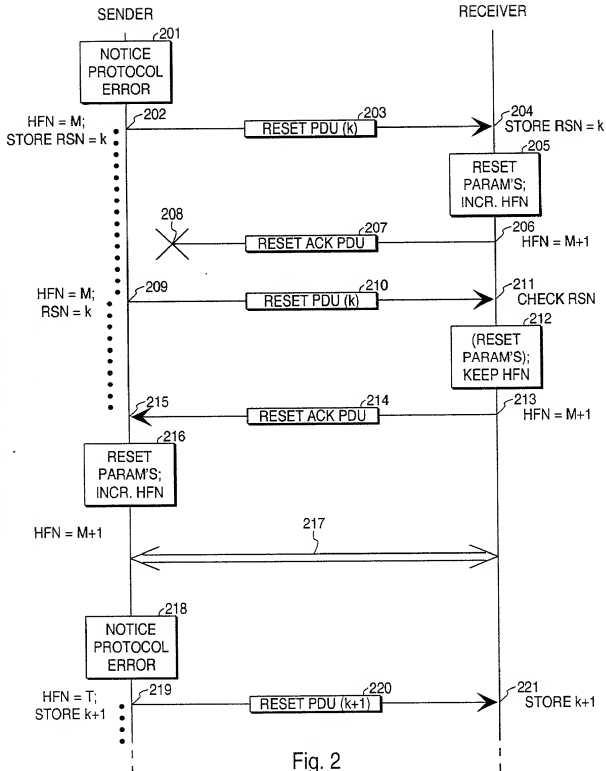 SENDER
RECEIVER
201
NOTICE
PROTOCOL
ERROR
HFN = M;
STORE RSN = k
202
203
RESET PDU (k)
204
STORE RSN = k
205
RESET
PARAM'S;
INCR. HFN
208
207
RESET ACK PDU
206
HFN = M+1
HFN = M;
RSN = k
209
210
RESET PDU (k)
211
CHECK RSN
212
(RESET
PARAM'S);
KEEP HFN
215
214
RESET ACK PDU
213
HFN = M+1
216
RESET
PARAM'S;
INCR. HFN
HFN = M+1
217
218
NOTICE
PROTOCOL
ERROR
HFN = T;
STORE k+1
219
220
RESET PDU (k+1)
221
STORE k+1
Fig. 2